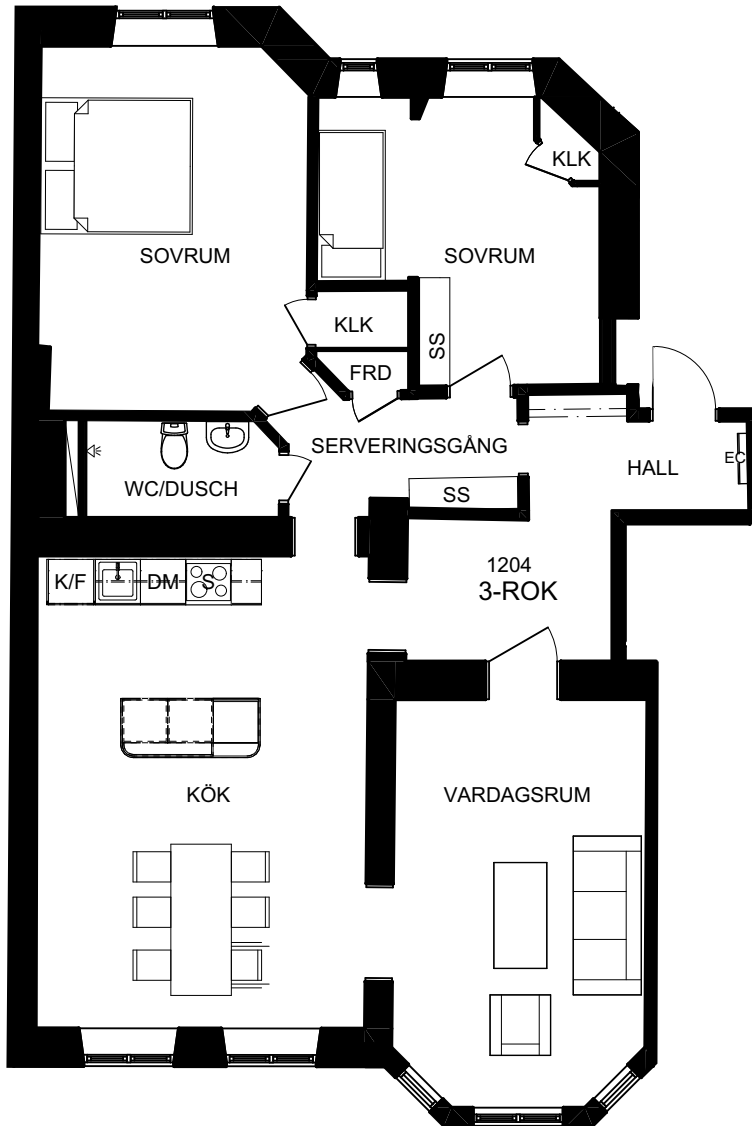 KLK
SOVRUM
SOVRUM
KLK
SS
FRD
SERVERINGSGÅNG
EC
HALL
WC/DUSCH
SS
1204
3-ROK
K/F
DM
S
KÖK
VARDAGSRUM